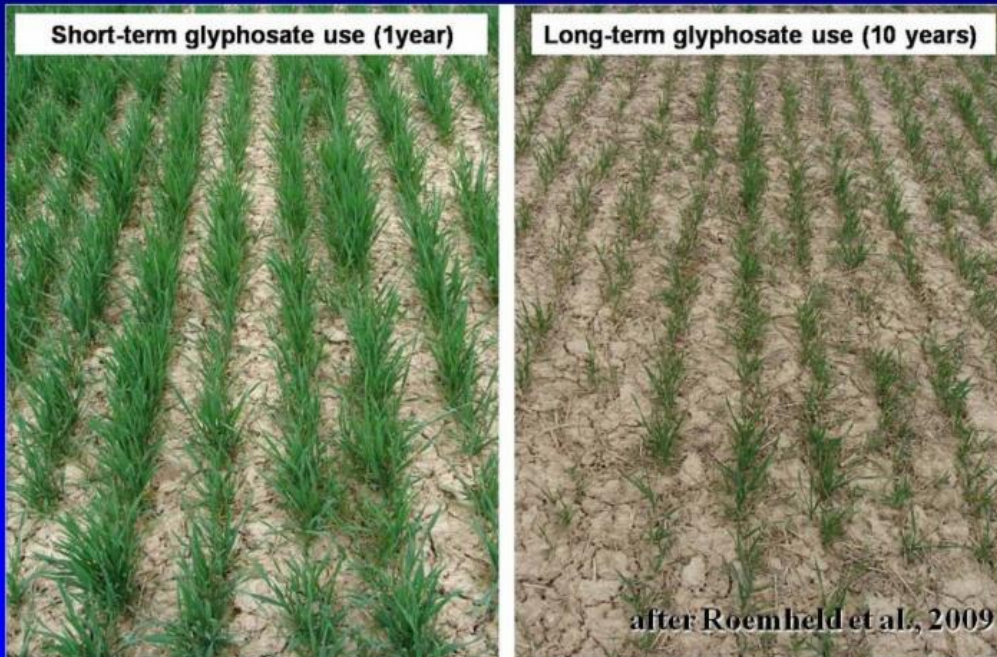 Short-term glyphosate use (1year)
Long-term glyphosate use (10 years)
after Roemheld et al., 2009